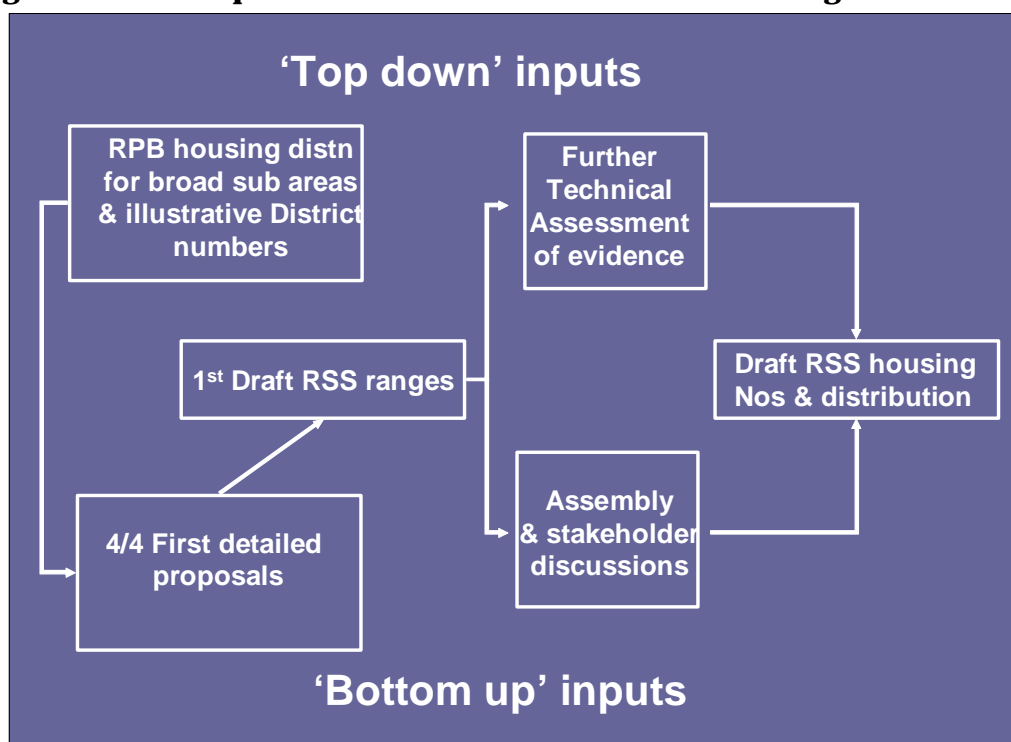 ‘Top down’ inputs
RPB housing distn
for broad sub areas
& illustrative District
numbers
Further
Technical
Assessment
of evidence
1st Draft RSS ranges
Draft RSS housing
Nos & distribution
4/4 First detailed
proposals
Assembly
& stakeholder
discussions
‘Bottom up’ inputs